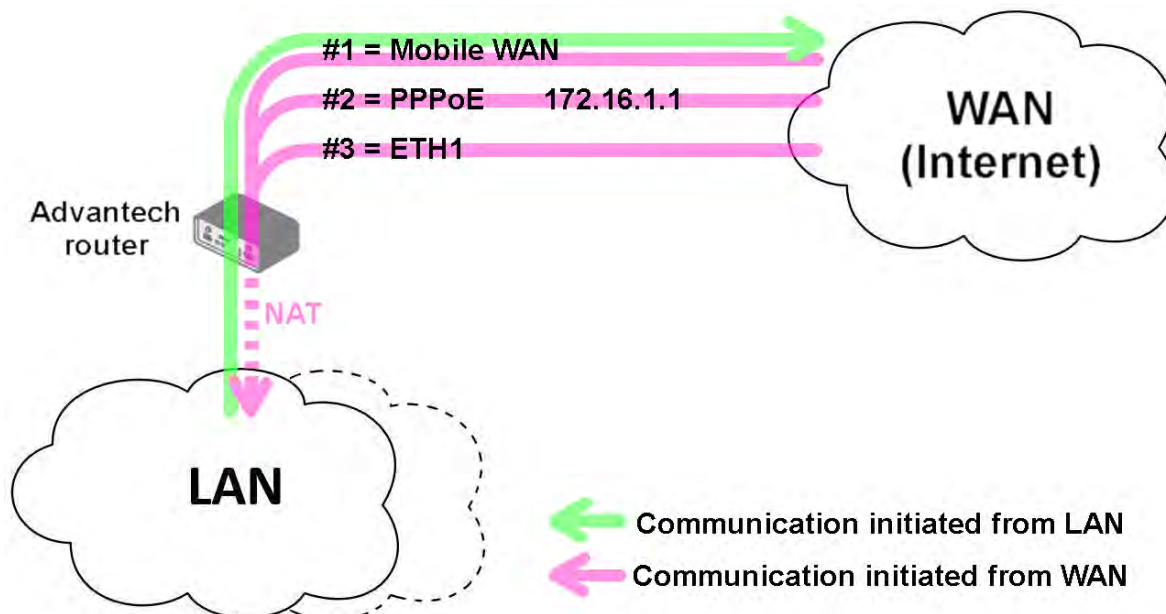 #1 = Mobile WAN
#2 = PPPoE 172.16.1.1
#3 = ETH1
WAN
(Internet)
Advantech
router
NAT
LAN
Communication initiated from LAN
Communication initiated from WAN